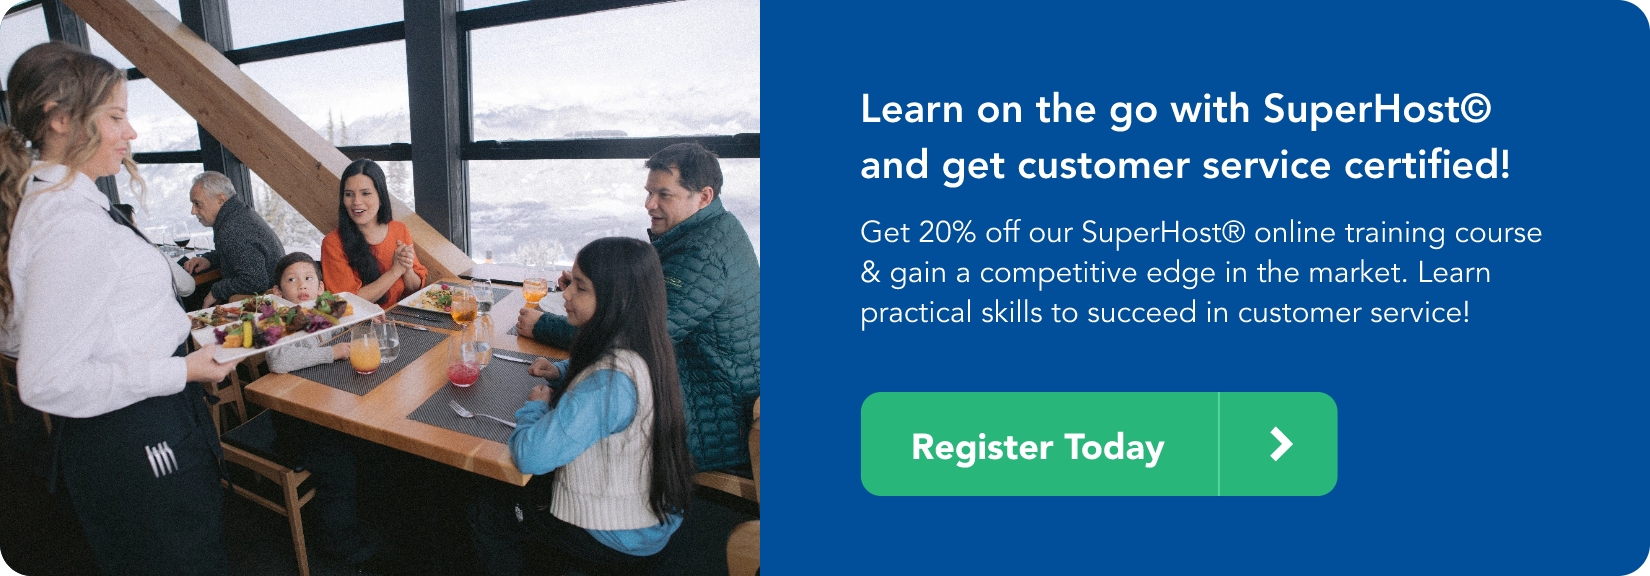 Learn on the go with SuperHost©
and get customer service certified!
Get 20% off our SuperHost® online training course
& gain a competitive edge in the market. Learn
practical skills to succeed in customer service!
Register Today